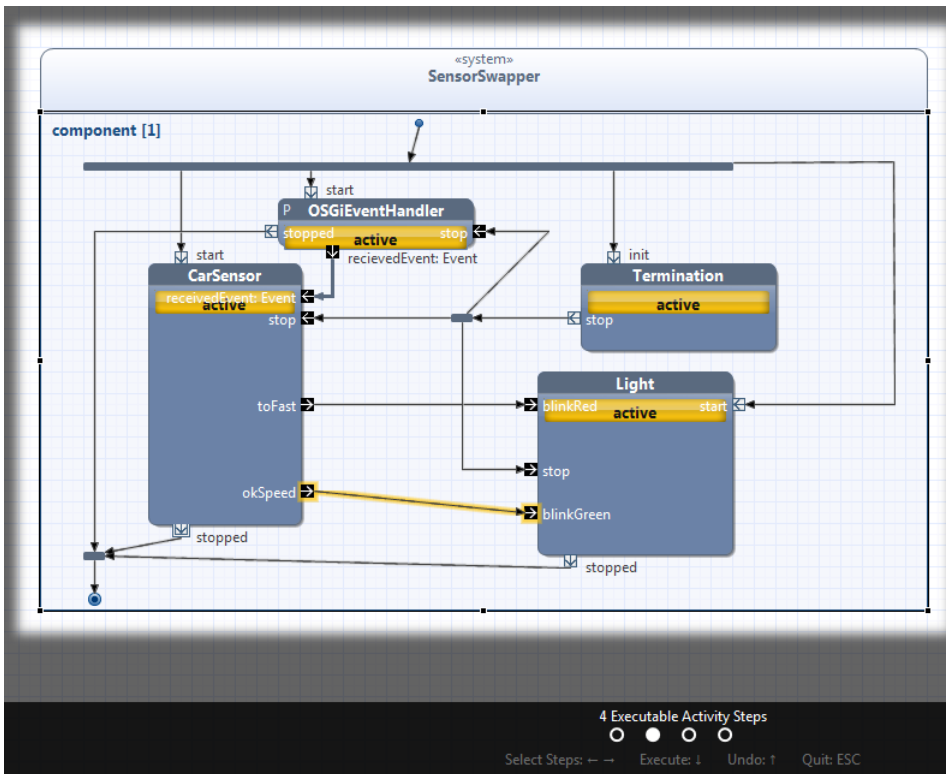 «system»
SensorSwapper
component [1]
start
P OSGiEventHandler
stopped active stop
recievedEvent: Event
start
init
CarSensor
Termination
receivedEvent: Event
active
active
stop
stop
Light
toFast
blinkRed
active
start
stop
okSpeed
blinkGreen
stopped
stopped
4 Executable Activity Steps
Select Steps: ← → Execute: ↓ Undo: ↑ Quit: ESC